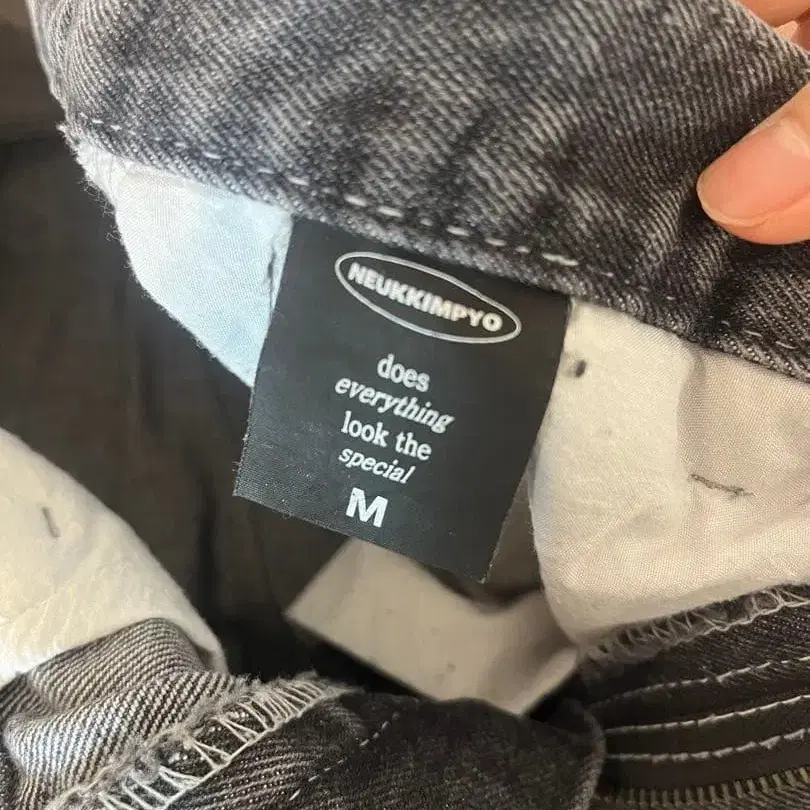 NEUKKIMPYO
does
everything
look the
special
M